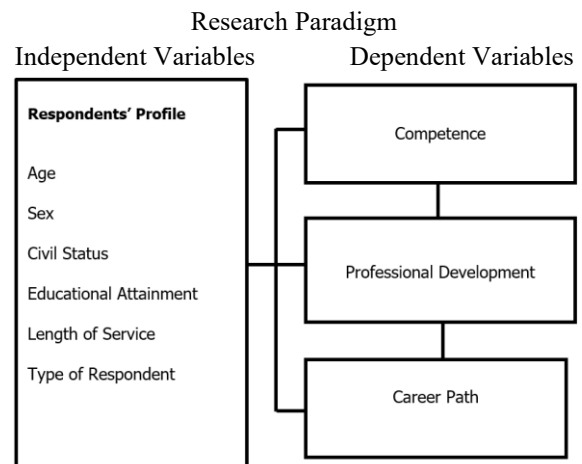 Research Paradigm
Independent Variables
Dependent Variables
Respondents’ Profile
Age
Sex
Civil Status
Educational Attainment
Length of Service
Type of Respondent
Competence
Professional Development
Career Path